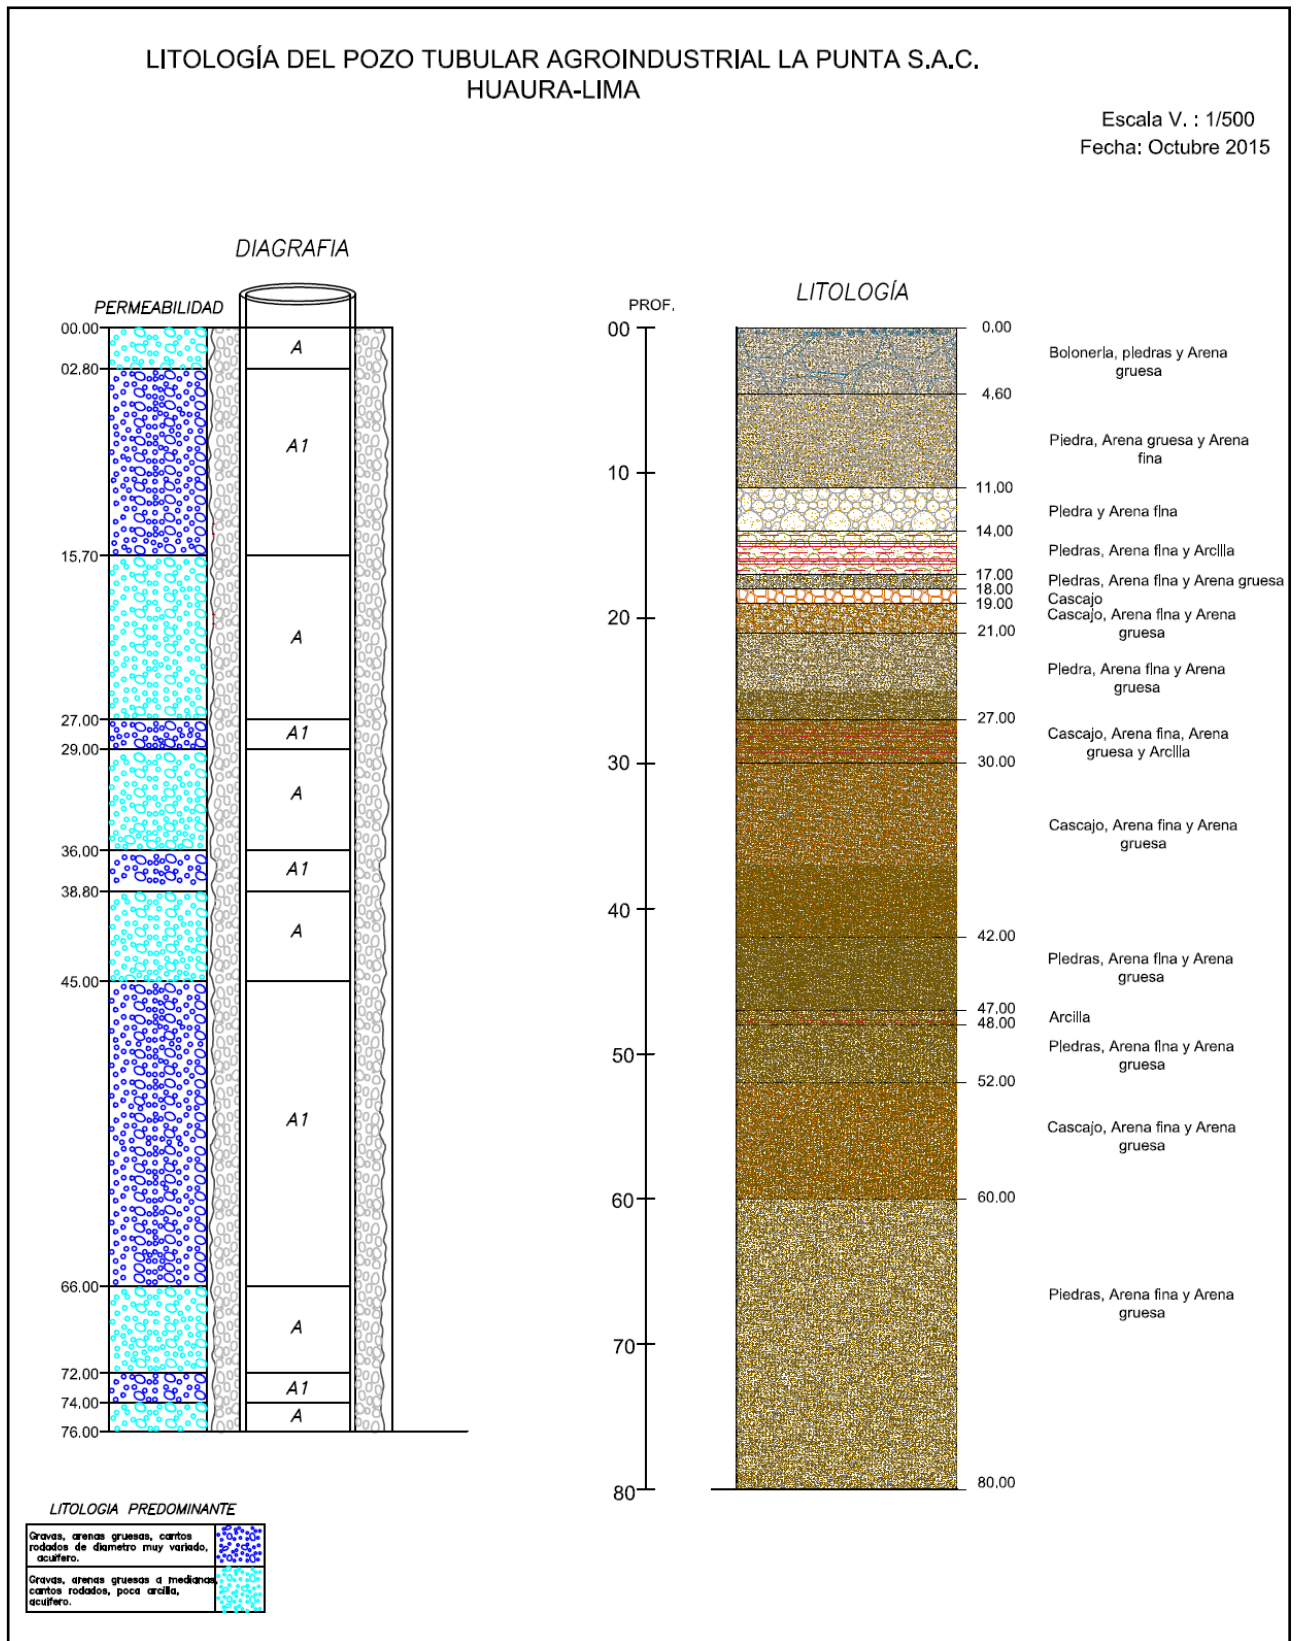 LITOLOGÍA DEL POZO TUBULAR AGROINDUSTRIAL LA PUNTA S.A.C.
HUAURA-LIMA
Escala V. : 1/500
Fecha: Octubre 2015
DIAGRAFIA
PERMEABILIDAD
00.00
02.80
15.70
27.00
29.00
36.00
38.80
45.00
66.00
72.00
74.00
76.00
A
A1
A
A1
A
A1
A
A1
A
A1
A
PROF.
00
10
20
30
40
50
60
70
80
LITOLOGÍA
0.00
Bolonería, piedras y Arena
gruesa
4.60
Piedra, Arena gruesa y Arena
fina
11.00
Piedra y Arena fina
14.00
Piedras, Arena fina y Arcilla
17.00
Piedras, Arena fina y Arena gruesa
18.00
Cascajo
19.00
Cascajo, Arena fina y Arena
gruesa
21.00
Piedra, Arena fina y Arena
gruesa
27.00
Cascajo, Arena fina, Arena
gruesa y Arcilla
30.00
Cascajo, Arena fina y Arena
gruesa
42.00
Piedras, Arena fina y Arena
gruesa
47.00
Arcilla
48.00
Piedras, Arena fina y Arena
gruesa
52.00
Cascajo, Arena fina y Arena
gruesa
60.00
Piedras, Arena fina y Arena
gruesa
80.00
LITOLOGIA PREDOMINANTE
Gravas, arenas gruesas, cantos
rodados de diametro muy variado,
acuifero.
Gravas, arenas gruesas a medianas,
cantos rodados, poca arcilla,
acuifero.